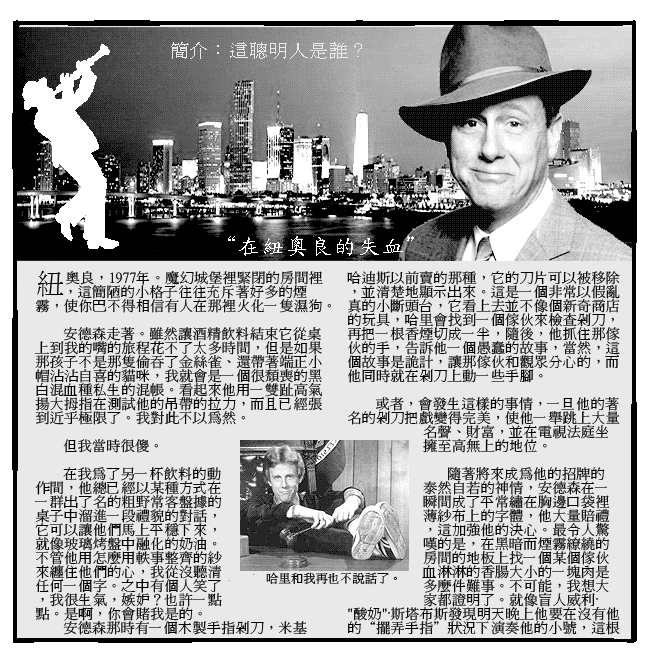 簡介：這聰明人是誰？
“在紐奧良的失血”
紐奧良，1977年。魔幻城堡裡緊閉的房間裡
，這簡陋的小格子往往充斥著好多的煙
霧，使你巴不得相信有人在那裡火化一隻濕狗。
安德森走著。雖然讓酒精飲料結束它從桌
上到我的嘴的旅程花不了太多時間，但是如果
那孩子不是那隻偷吞了金絲雀、還帶著端正小
帽沾沾自喜的貓咪，我就會是一個很頹喪的黑
白混血種私生的混帳。看起來他用一雙趾高氣
揚大拇指在測試他的吊帶的拉力，而且已經張
到近乎極限了。我對此不以爲然。
但我當時很傻。
在我爲了另一杯飲料的動
作間，他總已經以某種方式在
一群出了名的粗野常客盤據的
桌子中溜進一段禮貌的對話，
它可以讓他們馬上平穩下來，
就像玻璃烤盤中融化的奶油。
不管他用怎麼用軼事整齊的紗
來纏住他們的心，我從沒聽清
任何一個字。之中有個人笑了
，我很生氣，嫉妒？也許一點
點。是啊，你會賭我是的。
安德森那時有一個木製手指剁刀，米基
哈迪斯以前賣的那種，它的刀片可以被移除
，並清楚地顯示出來。這是一個非常以假亂
真的小斷頭台，它看上去並不像個新奇商店
的玩具，哈里會找到一個傢伙來檢查剁刀，
再把一根香煙切成一半，隨後，他抓住那傢
伙的手，告訴他一個愚蠢的故事，當然，這
個故事是詭計，讓那傢伙和觀衆分心的，而
他同時就在剁刀上動一些手腳。
或者，會發生這樣的事情，一旦他的著
名的剁刀把戲變得完美，使他一舉跳上大量
名聲、財富，並在電視法庭坐
擁至高無上的地位。
隨著將來成爲他的招牌的
泰然自若的神情，安德森在一
瞬間成了平常繡在胸邊口袋裡
薄紗布上的字體，他大量賠禮
，這加強他的決心。最令人驚
嘆的是，在黑暗而煙霧繚繞的
房間的地板上找一個某個傢伙
血淋淋的香腸大小的一塊肉是
多麼件難事。不可能，我想大
家都證明了。就像盲人威利·
"酸奶"·斯塔布斯發現明天晚上他要在沒有他
的“擺弄手指”狀況下演奏他的小號，這根
哈里和我再也不說話了。